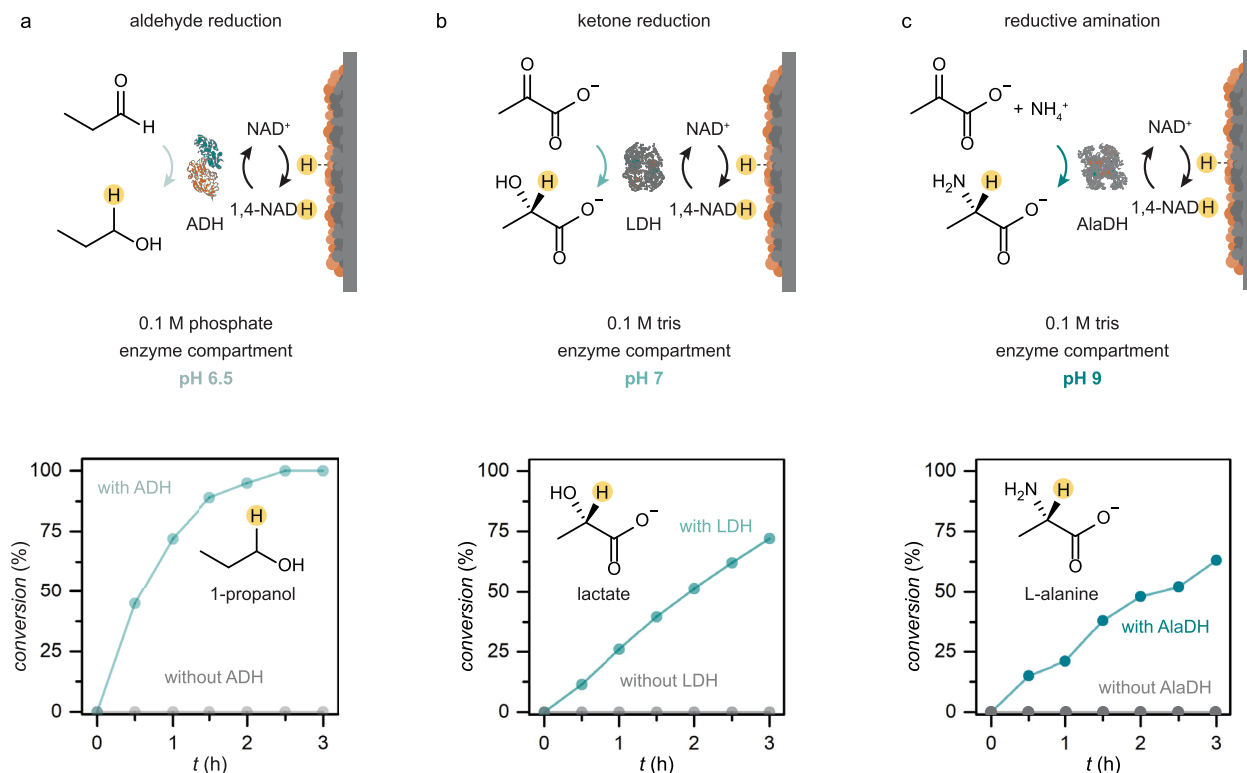 a
aldehyde reduction
O
H
NAD⁺
H
H
ADH
1,4-NADH
OH
0.1 M phosphate
enzyme compartment
pH 6.5
b
ketone reduction
O
O⁻
O
NAD⁺
H
HO
H
O⁻
LDH
1,4-NADH
O
0.1 M tris
enzyme compartment
pH 7
c
reductive amination
O
O⁻
+ NH₄⁺
O
NAD⁺
H
H₂N
H
O⁻
AlaDH
1,4-NADH
O
0.1 M tris
enzyme compartment
pH 9
100
75
50
25
0
conversion (%)
with ADH
H
OH
1-propanol
without ADH
0
1
2
3
t (h)
100
75
50
25
0
conversion (%)
HO
H
O⁻
O
lactate
with LDH
without LDH
0
1
2
3
t (h)
100
75
50
25
0
conversion (%)
H₂N
H
O⁻
O
L-alanine
with AlaDH
without AlaDH
0
1
2
3
t (h)